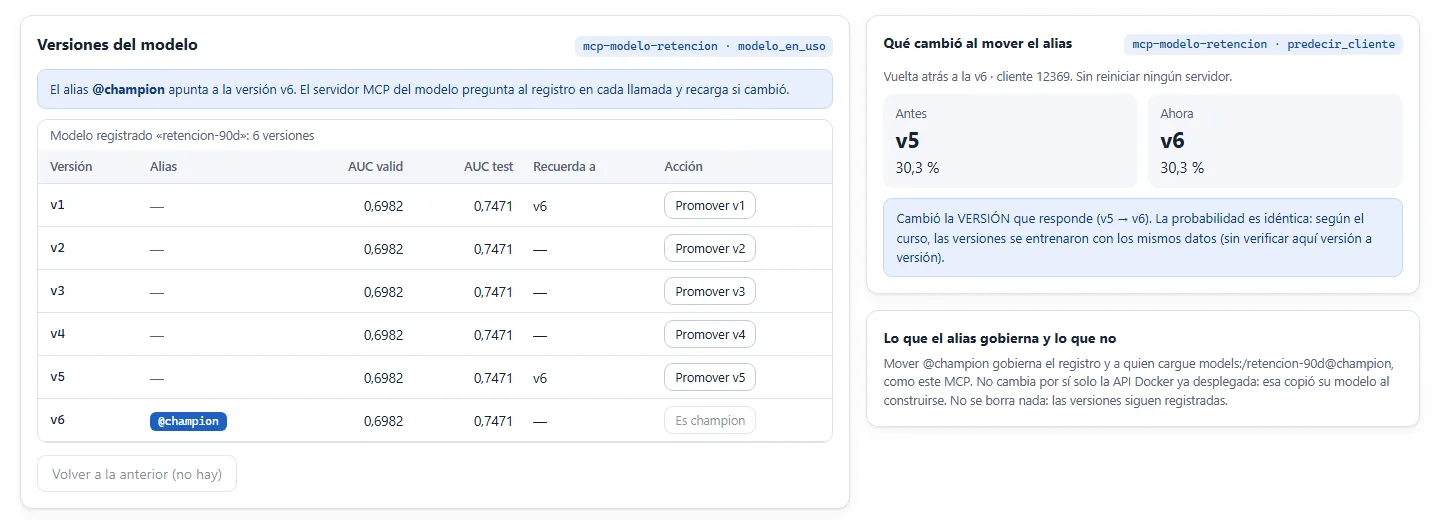 Versiones del modelo
mcp-modelo-retencion · modelo_en_uso
El alias @champion apunta a la versión v6. El servidor MCP del modelo pregunta al registro en cada llamada y recarga si cambió.
Modelo registrado «retencion-90d»: 6 versiones
Versión Alias AUC valid AUC test Recuerda a Acción
v1 — 0,6982 0,7471 v6 Promover v1
v2 — 0,6982 0,7471 — Promover v2
v3 — 0,6982 0,7471 — Promover v3
v4 — 0,6982 0,7471 — Promover v4
v5 — 0,6982 0,7471 v6 Promover v5
v6 @champion 0,6982 0,7471 — Es champion
Volver a la anterior (no hay)
Qué cambió al mover el alias
mcp-modelo-retencion · predecir_cliente
Vuelta atrás a la v6 · cliente 12369. Sin reiniciar ningún servidor.
Antes
v5
30,3 %
Ahora
v6
30,3 %
Cambió la VERSIÓN que responde (v5 → v6). La probabilidad es idéntica: según el
curso, las versiones se entrenaron con los mismos datos (sin verificar aquí versión a
versión).
Lo que el alias gobierna y lo que no
Mover @champion gobierna el registro y a quien cargue models:/retencion-90d@champion,
como este MCP. No cambia por sí solo la API Docker ya desplegada: esa copió su modelo al
construirse. No se borra nada: las versiones siguen registradas.